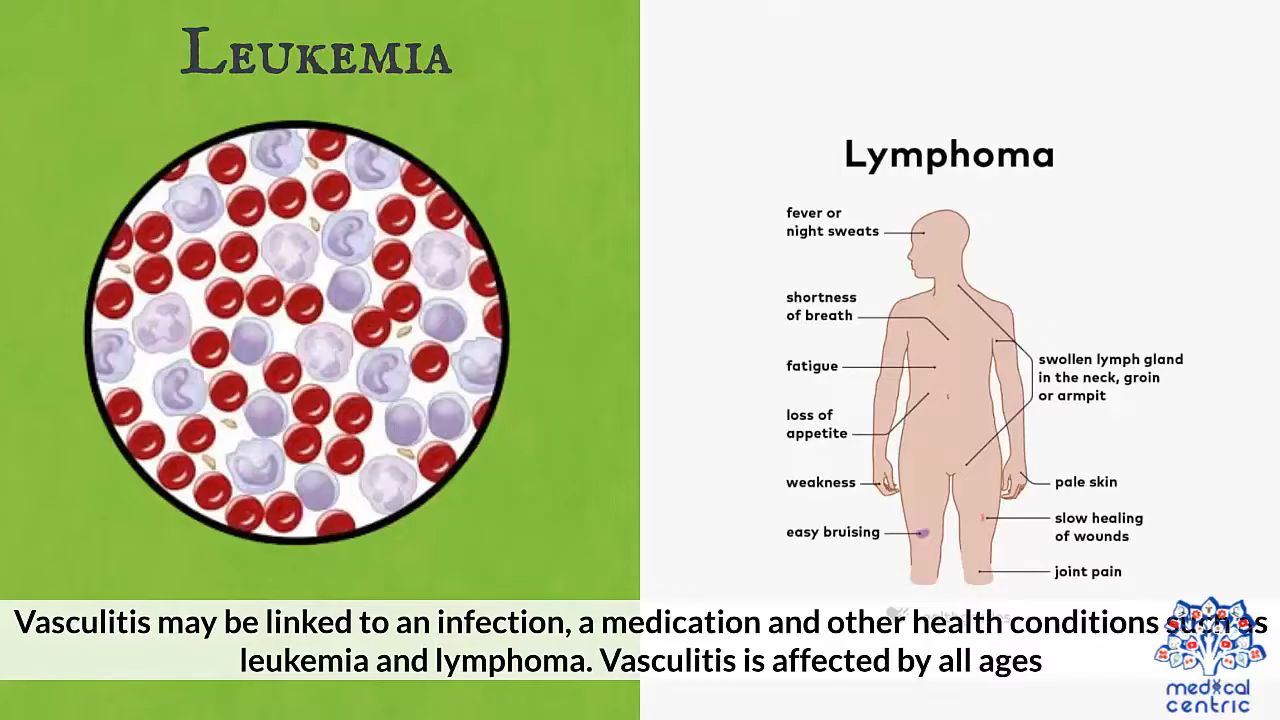 LEUKEMIA
Lymphoma
fever or
night sweats
shortness
of breath
fatigue
loss of
appetite
weakness
easy bruising
swollen lymph gland
in the neck, groin
or armpit
pale skin
slow healing
of wounds
joint pain
Vasculitis may be linked to an infection, a medication and other health conditions such as
leukemia and lymphoma. Vasculitis is affected by all ages
medical
centric